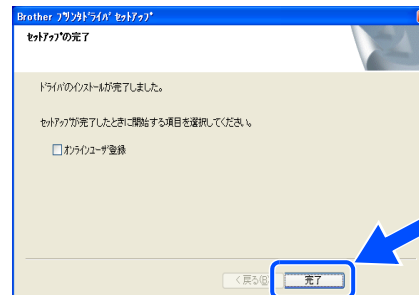 Brother ﾌﾟﾘﾝﾀﾄﾞﾗｲﾊﾞ ｾｯﾄｱｯﾌﾟ
ｾｯﾄｱｯﾌﾟの完了
ﾄﾞﾗｲﾊﾞのｲﾝｽﾄｰﾙが完了しました。
ｾｯﾄｱｯﾌﾟが完了したときに開始する項目を選択してください。
ｵﾝﾗｲﾝﾕｰｻﾞ登録
< 戻る(B)
完了